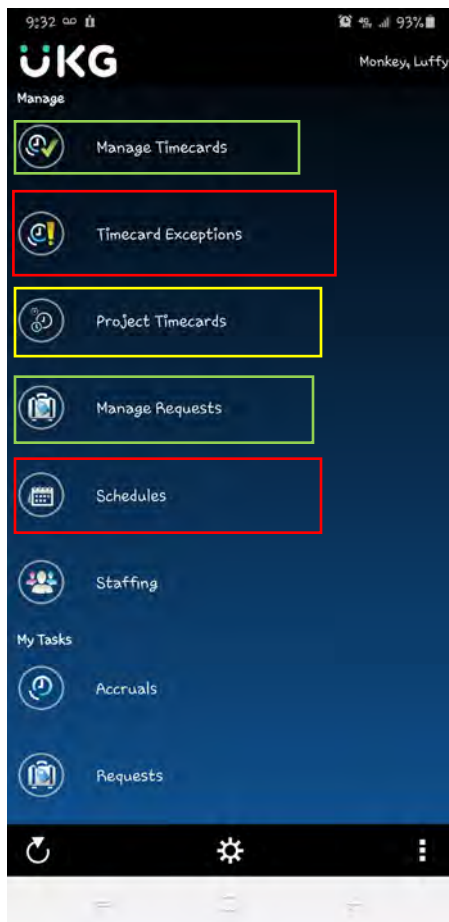 9:32
93%
UKG
Monkey, Luffy
Manage
Manage Timecards
Timecard Exceptions
Project Timecards
Manage Requests
Schedules
Staffing
My Tasks
Accruals
Requests